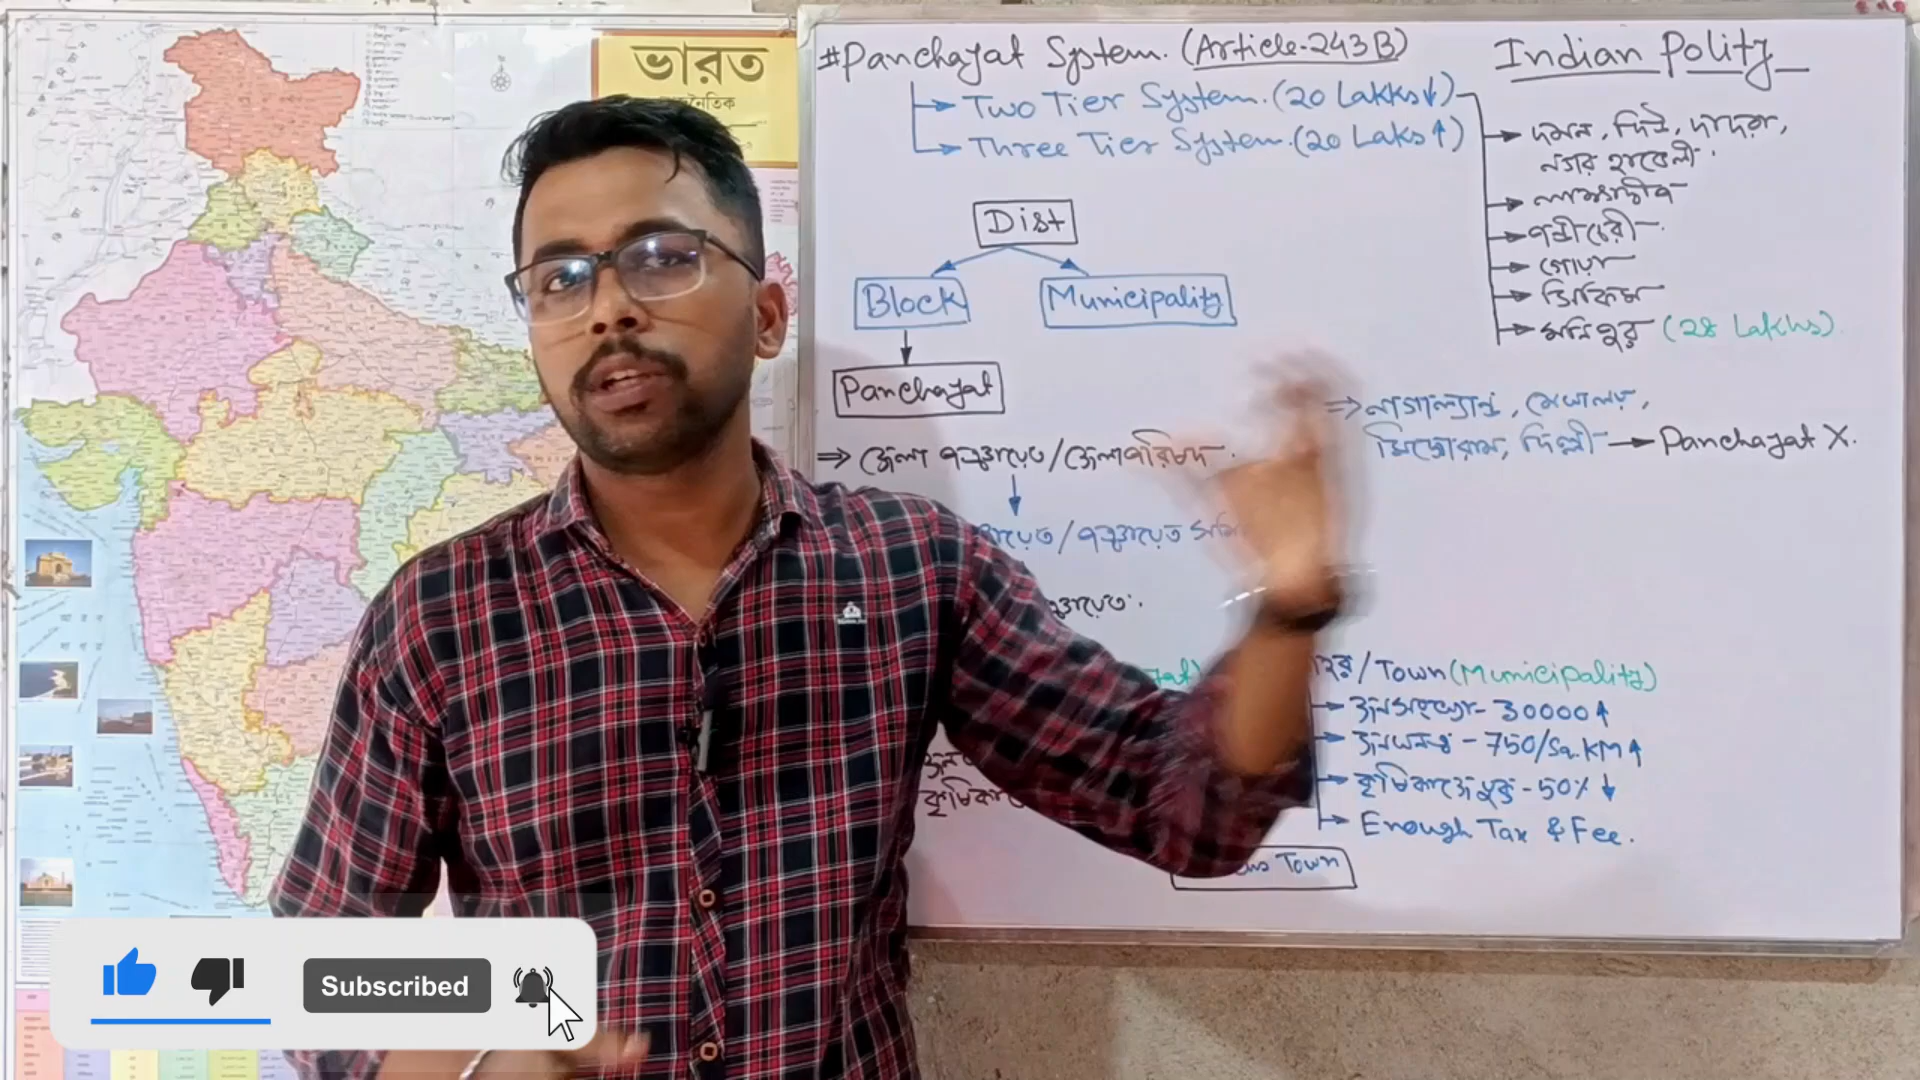 ভারত
#Panchayat System. (Article-243B)
Indian Polity
Two Tier System. (20 Lakhs ↓)
Three Tier System. (20 Laks ↑)
দমন, দিউ, দাদরা,
নগর হাভেলী.
লাক্ষাদ্বীপ
পন্ডীচেরী.
গোয়া
সিকিম
মনিপুর (28 Lakhs).
Dist
Block
Municipality
Panchayat
⇒ নাগাল্যান্ড, মেঘালয়,
মিজোরাম, দিল্লী → Panchayat X.
⇒ জেলা পঞ্চায়েত/জেলা পরিষদ.
/পঞ্চায়েত
/Town (Municipality)
জনসংখ্যা - 30000 ↑
জনঘনত্ব - 750/Sq.KM ↑
কৃষিকাজে যুক্ত - 50% ↓
Enough Tax & Fee.
Town
Subscribed